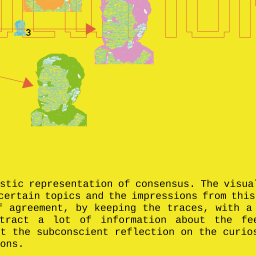 3
stic representation of consensus. The visual
certain topics and the impressions from this
f agreement, by keeping the traces, with a
tract a lot of information about the fee
t the subconscient reflection on the curios
ons.